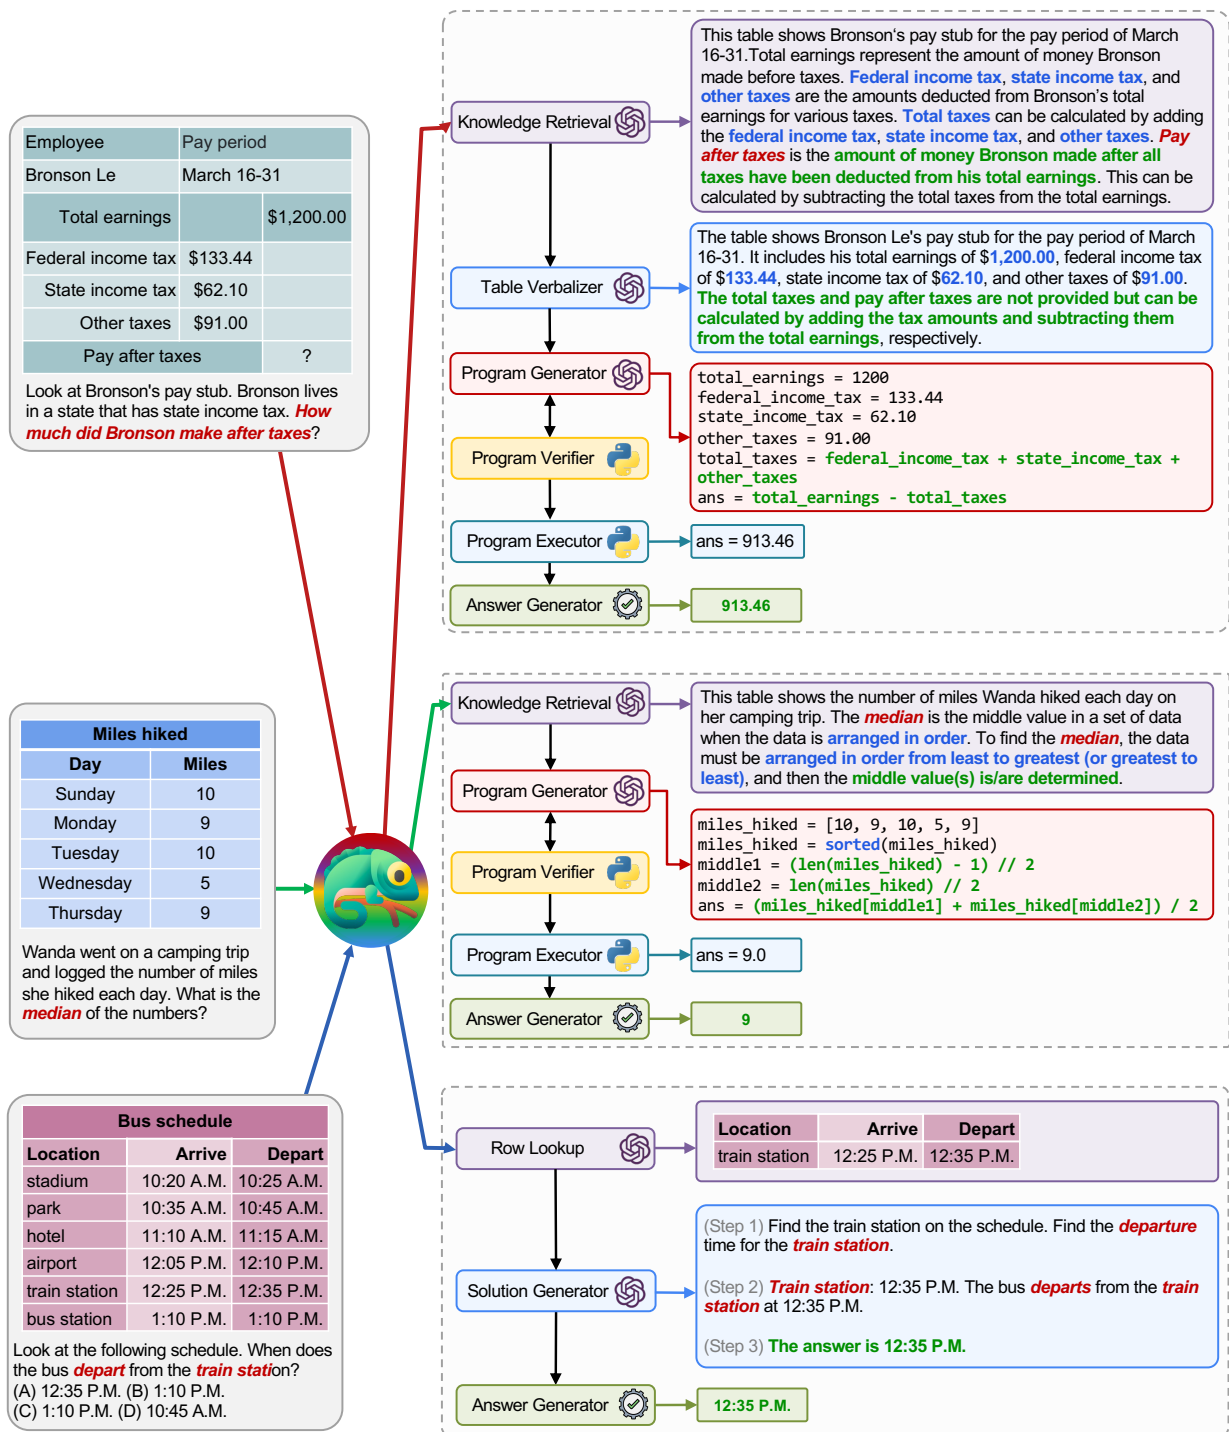 Employee Pay period
Bronson Le March 16-31
Total earnings $1,200.00
Federal income tax $133.44
State income tax $62.10
Other taxes $91.00
Pay after taxes ?
Look at Bronson's pay stub. Bronson lives
in a state that has state income tax. How
much did Bronson make after taxes?
Knowledge Retrieval
This table shows Bronson‘s pay stub for the pay period of March
16-31.Total earnings represent the amount of money Bronson
made before taxes. Federal income tax, state income tax, and
other taxes are the amounts deducted from Bronson’s total
earnings for various taxes. Total taxes can be calculated by adding
the federal income tax, state income tax, and other taxes. Pay
after taxes is the amount of money Bronson made after all
taxes have been deducted from his total earnings. This can be
calculated by subtracting the total taxes from the total earnings.
Table Verbalizer
The table shows Bronson Le's pay stub for the pay period of March
16-31. It includes his total earnings of $1,200.00, federal income tax
of $133.44, state income tax of $62.10, and other taxes of $91.00.
The total taxes and pay after taxes are not provided but can be
calculated by adding the tax amounts and subtracting them
from the total earnings, respectively.
Program Generator
total_earnings = 1200
federal_income_tax = 133.44
state_income_tax = 62.10
other_taxes = 91.00
total_taxes = federal_income_tax + state_income_tax +
other_taxes
ans = total_earnings - total_taxes
Program Verifier
Program Executor
ans = 913.46
Answer Generator
913.46
Miles hiked
Day Miles
Sunday 10
Monday 9
Tuesday 10
Wednesday 5
Thursday 9
Wanda went on a camping trip
and logged the number of miles
she hiked each day. What is the
median of the numbers?
Knowledge Retrieval
This table shows the number of miles Wanda hiked each day on
her camping trip. The median is the middle value in a set of data
when the data is arranged in order. To find the median, the data
must be arranged in order from least to greatest (or greatest to
least), and then the middle value(s) is/are determined.
Program Generator
miles_hiked = [10, 9, 10, 5, 9]
miles_hiked = sorted(miles_hiked)
middle1 = (len(miles_hiked) - 1) // 2
middle2 = len(miles_hiked) // 2
ans = (miles_hiked[middle1] + miles_hiked[middle2]) / 2
Program Verifier
Program Executor
ans = 9.0
Answer Generator
9
Bus schedule
Location Arrive Depart
stadium 10:20 A.M. 10:25 A.M.
park 10:35 A.M. 10:45 A.M.
hotel 11:10 A.M. 11:15 A.M.
airport 12:05 P.M. 12:10 P.M.
train station 12:25 P.M. 12:35 P.M.
bus station 1:10 P.M. 1:10 P.M.
Look at the following schedule. When does
the bus depart from the train station?
(A) 12:35 P.M. (B) 1:10 P.M.
(C) 1:10 P.M. (D) 10:45 A.M.
Row Lookup
Location Arrive Depart
train station 12:25 P.M. 12:35 P.M.
Solution Generator
(Step 1) Find the train station on the schedule. Find the departure
time for the train station.
(Step 2) Train station: 12:35 P.M. The bus departs from the train
station at 12:35 P.M.
(Step 3) The answer is 12:35 P.M.
Answer Generator
12:35 P.M.